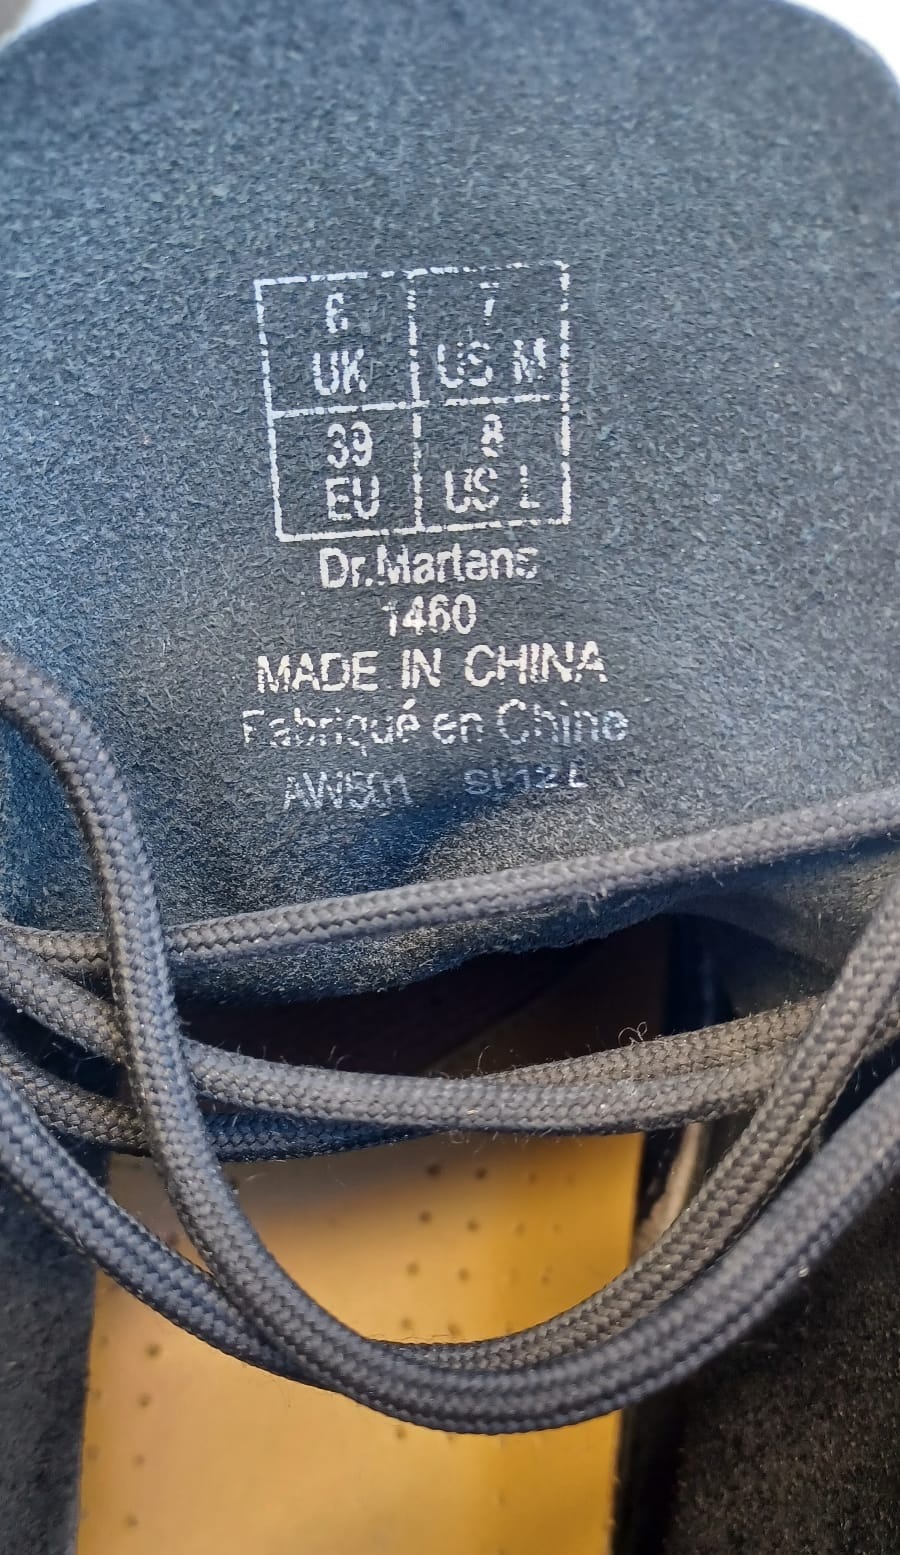 6 7
UK US M
39 8
EU US L
Dr.Martens
1460
MADE IN CHINA
Fabriqué en Chine
AW501